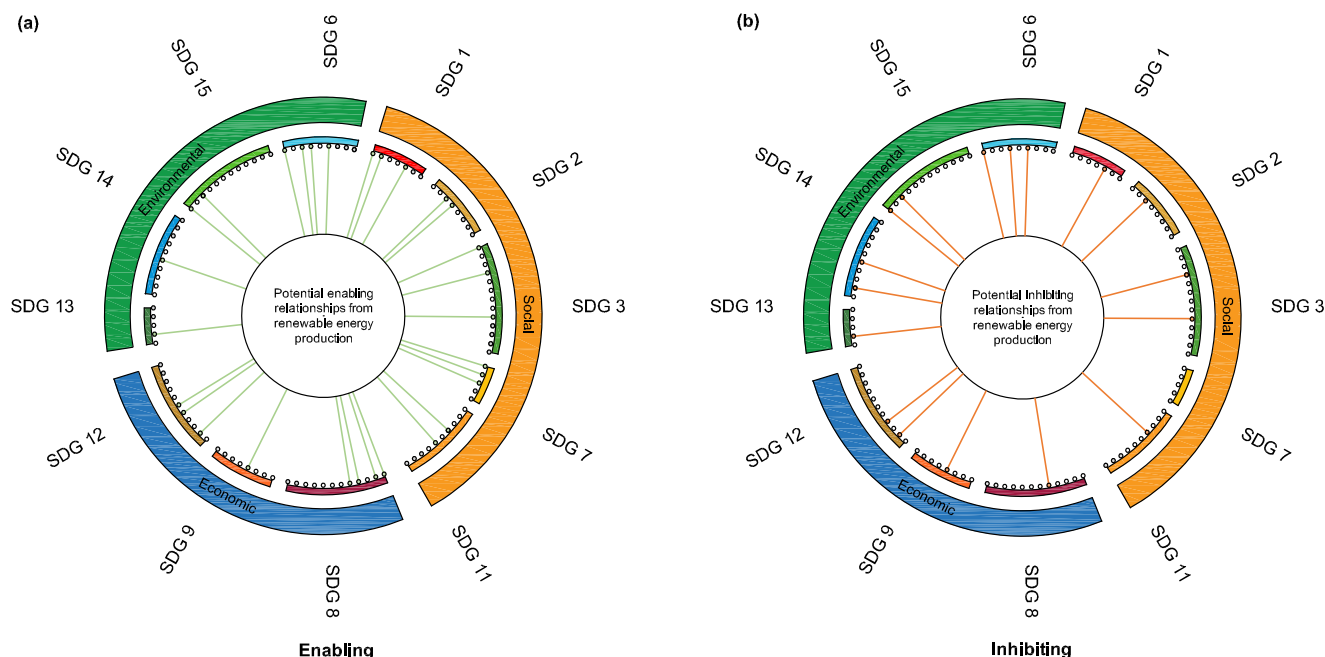 (a)
SDG 6
SDG 1
SDG 2
SDG 3
SDG 7
SDG 11
SDG 8
SDG 9
SDG 12
SDG 13
SDG 14
SDG 15
Environmental
Social
Economic
Potential enabling
relationships from
renewable energy
production
Enabling
(b)
SDG 6
SDG 1
SDG 2
SDG 3
SDG 7
SDG 11
SDG 8
SDG 9
SDG 12
SDG 13
SDG 14
SDG 15
Environmental
Social
Economic
Potential inhibiting
relationships from
renewable energy
production
Inhibiting